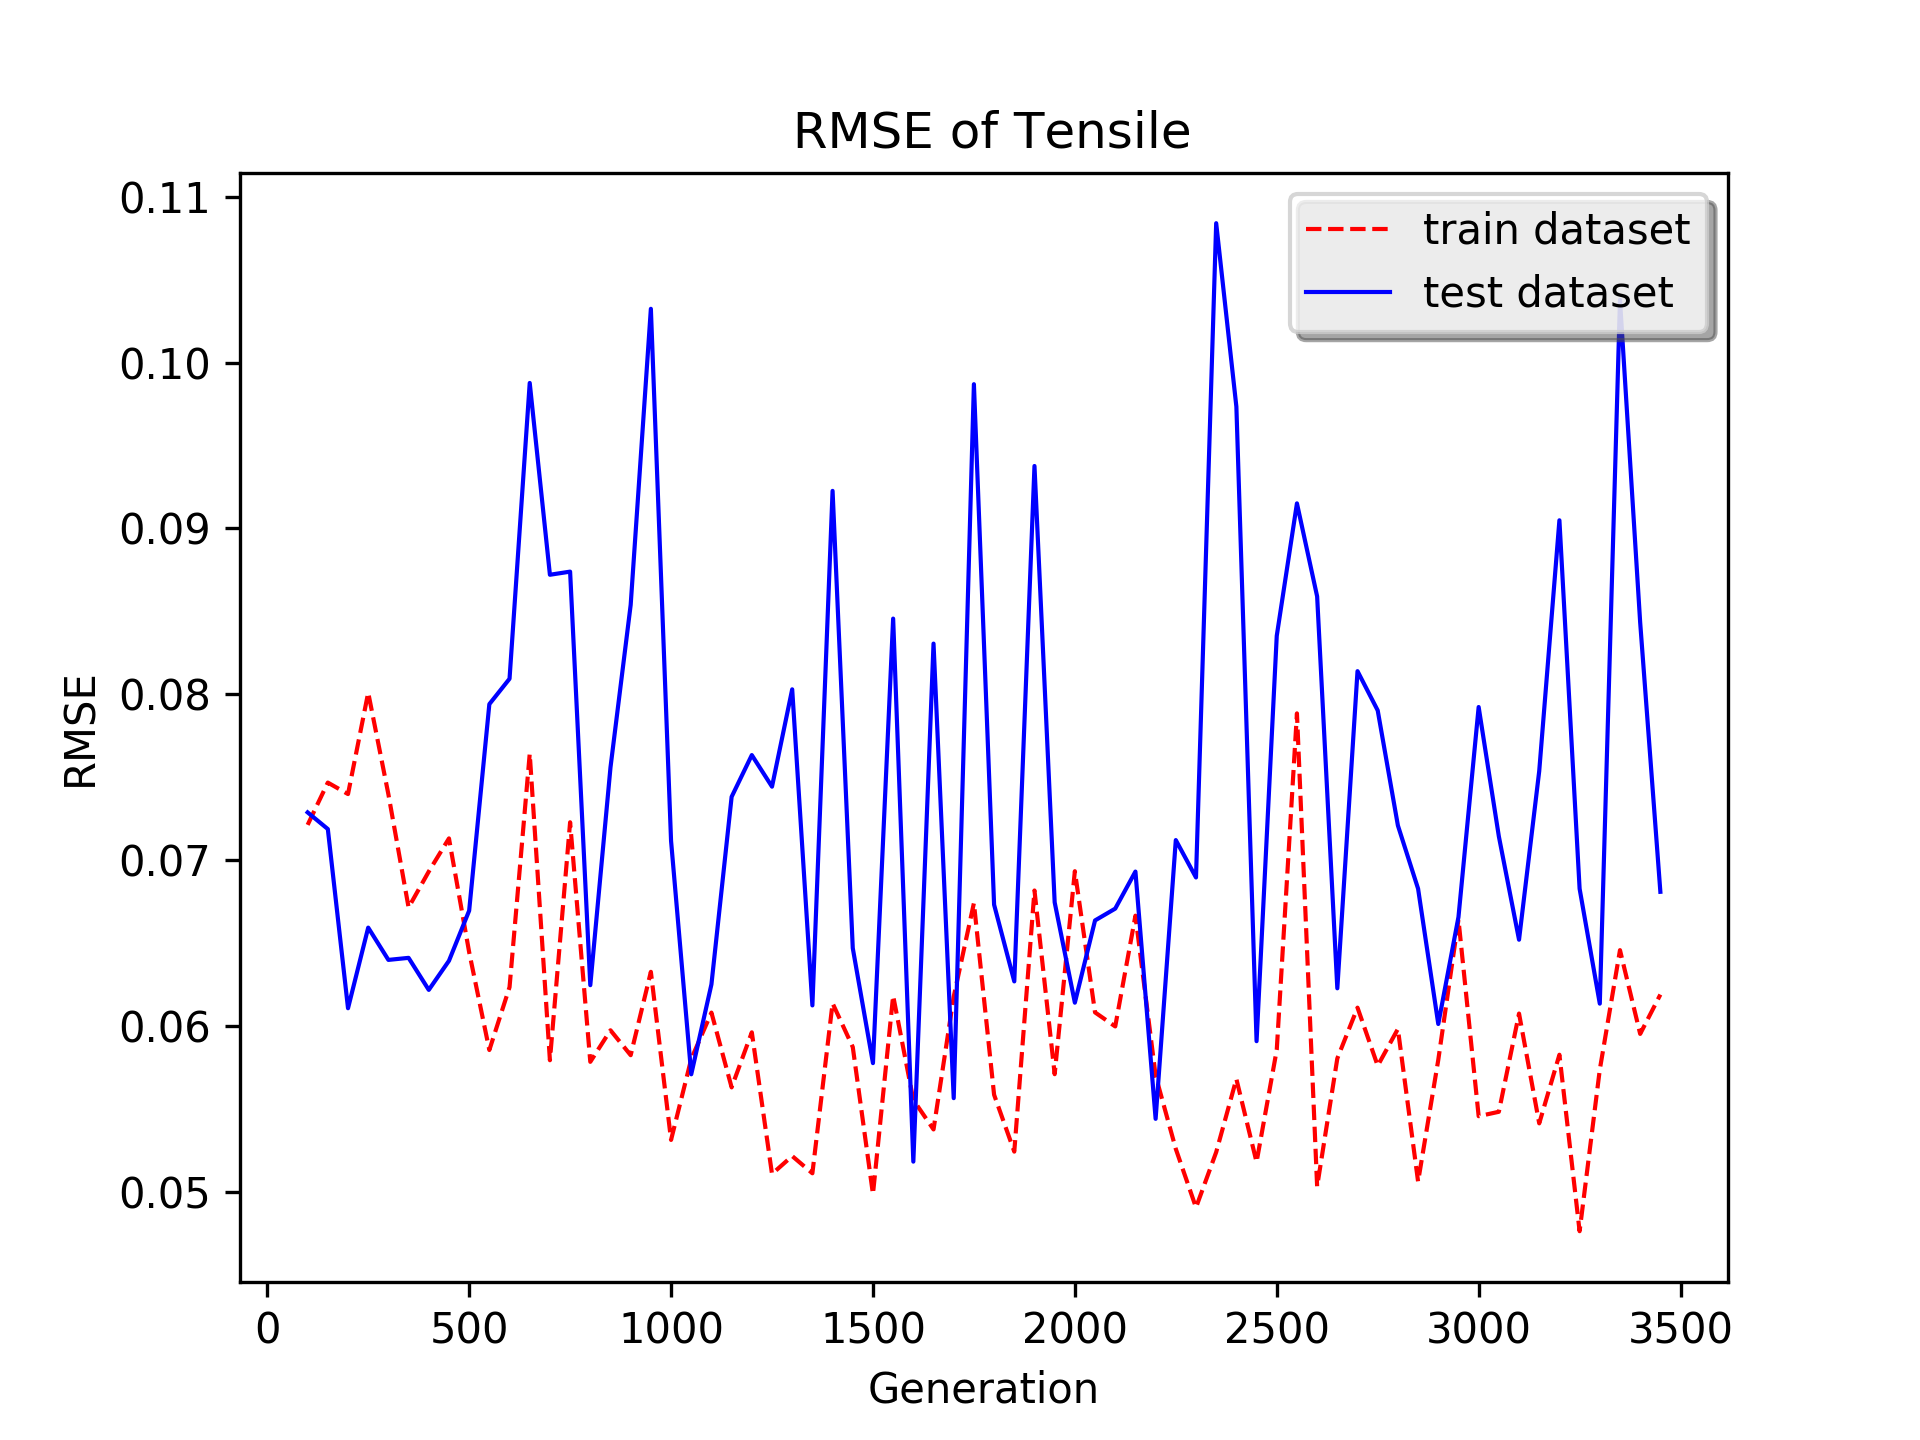 RMSE of Tensile
train dataset
test dataset
0.11
0.10
0.09
0.08
0.07
0.06
0.05
RMSE
0 500 1000 1500 2000 2500 3000 3500
Generation